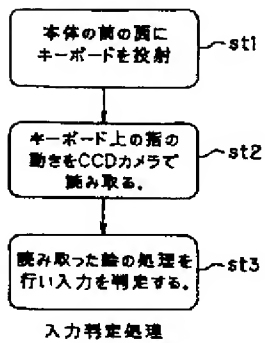 本体の前の面に
キーボードを投射
st1
キーボード上の指の
動きをCCDカメラで
読み取る。
st2
読み取った絵の処理を
行い入力を判定する。
st3
入力判定処理